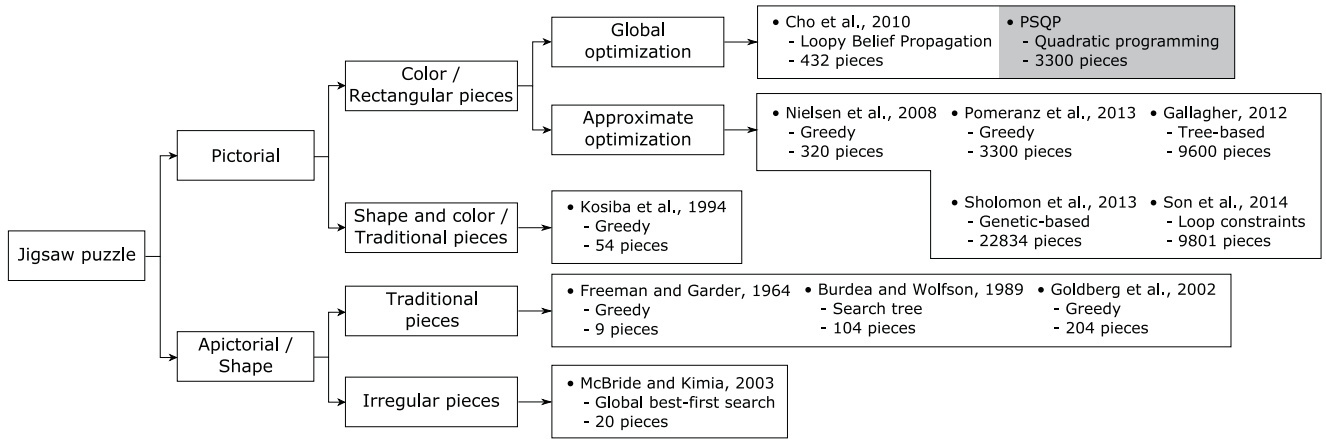 Jigsaw puzzle
Pictorial
Apictorial /
Shape
Color /
Rectangular pieces
Shape and color /
Traditional pieces
Traditional
pieces
Irregular pieces
Global
optimization
Approximate
optimization
• Cho et al., 2010
- Loopy Belief Propagation
- 432 pieces
• PSQP
- Quadratic programming
- 3300 pieces
• Nielsen et al., 2008
- Greedy
- 320 pieces
• Pomeranz et al., 2013
- Greedy
- 3300 pieces
• Gallagher, 2012
- Tree-based
- 9600 pieces
• Sholomon et al., 2013
- Genetic-based
- 22834 pieces
• Son et al., 2014
- Loop constraints
- 9801 pieces
• Kosiba et al., 1994
- Greedy
- 54 pieces
• Freeman and Garder, 1964
- Greedy
- 9 pieces
• Burdea and Wolfson, 1989
- Search tree
- 104 pieces
• Goldberg et al., 2002
- Greedy
- 204 pieces
• McBride and Kimia, 2003
- Global best-first search
- 20 pieces